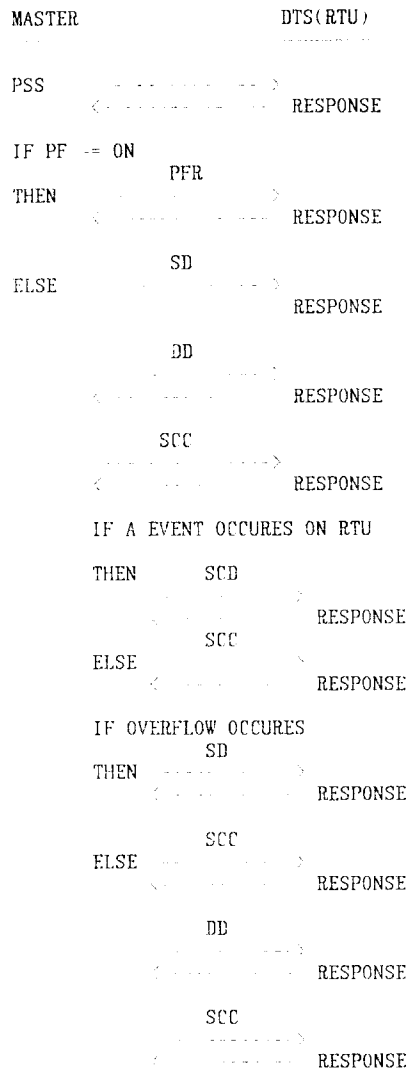 MASTER DTS(RTU)
PSS
RESPONSE
IF PF -= ON
PFR
THEN
RESPONSE
SD
ELSE
RESPONSE
DD
RESPONSE
SCC
RESPONSE
IF A EVENT OCCURES ON RTU
THEN SCD
RESPONSE
SCC
ELSE
RESPONSE
IF OVERFLOW OCCURES
SD
THEN
RESPONSE
SCC
ELSE
RESPONSE
DD
RESPONSE
SCC
RESPONSE